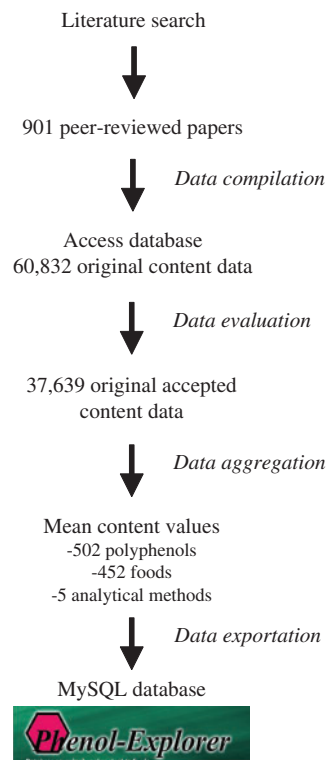 Literature search
901 peer-reviewed papers
Data compilation
Access database
60,832 original content data
Data evaluation
37,639 original accepted
content data
Data aggregation
Mean content values
-502 polyphenols
-452 foods
-5 analytical methods
Data exportation
MySQL database
Phenol-Explorer